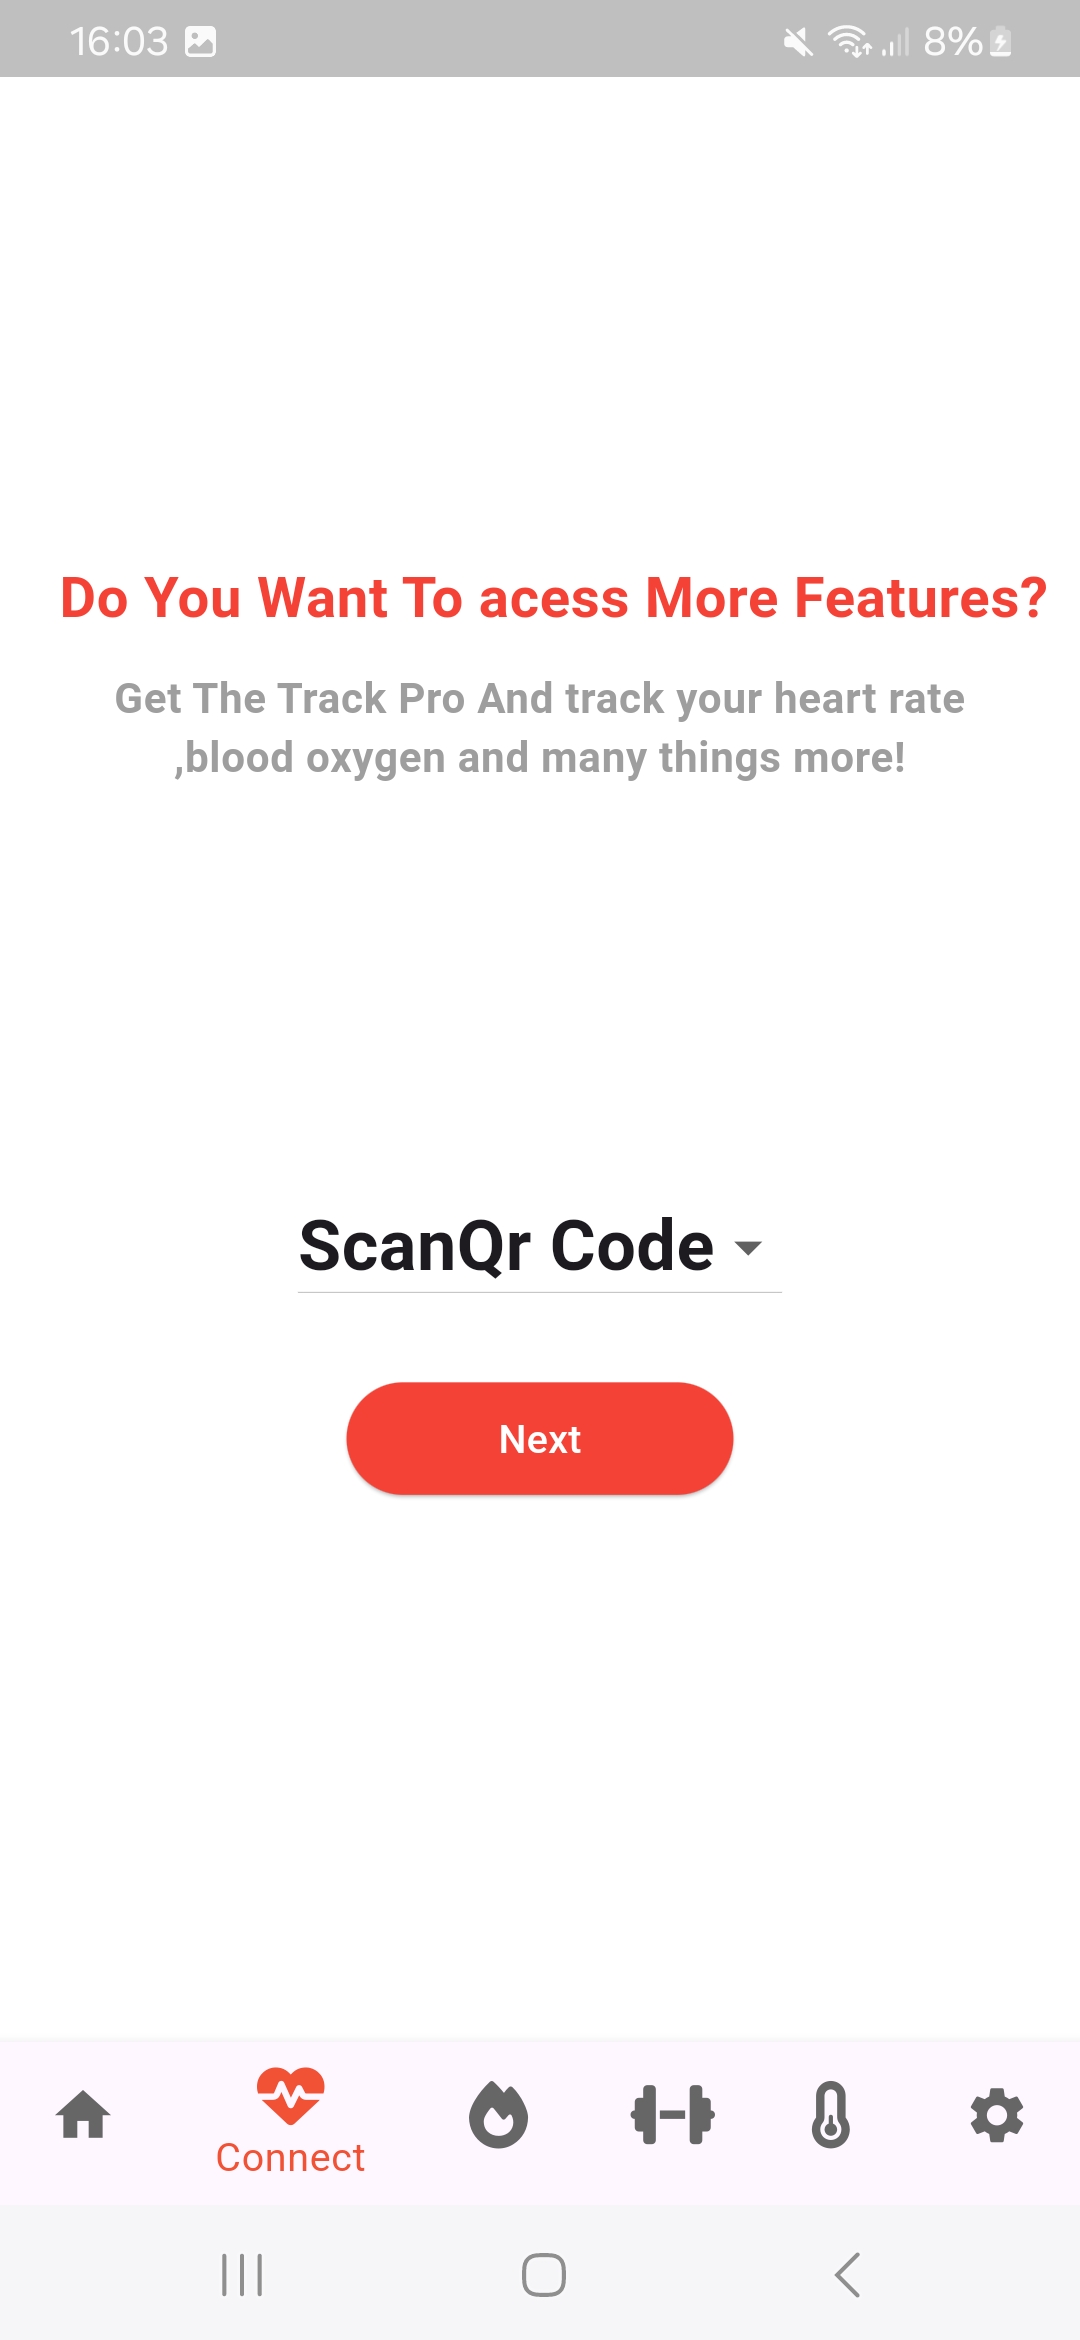 16:03
8%
Do You Want To acess More Features?
Get The Track Pro And track your heart rate
,blood oxygen and many things more!
ScanQr Code
Next
Connect